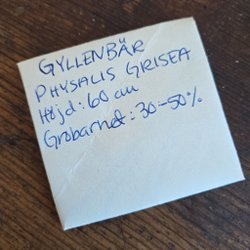 GYLLENBÄR
PHYSALIS GRISEA
Höjd: 60 cm
Grobarhet: 30-50%